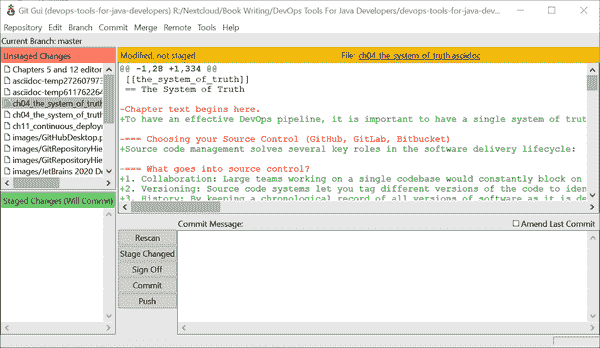 Git Gui (devops-tools-for-java-developers) R:/Nextcloud/Book Writing/DevOps Tools For Java Developers/devops-tools-for-java-dev...
Repository Edit Branch Commit Merge Remote Tools Help
Current Branch: master
Unstaged Changes
Chapters 5 and 12 editor
asciidoc-temp272607973
asciidoc-temp611762264
ch04_the_system_of_truth
ch04_the_system_of_truth
ch11_continuous_deploym
images/GitHubDesktop.p
images/GitRepositoryHie
images/GitRepositoryHie
images/JetBrains 2020 De
Staged Changes (Will Commit)
Modified, not staged File: ch04_the_system_of_truth.asciidoc
@@ -1,28 +1,334 @@
[[the_system_of_truth]]
== The System of Truth
-Chapter text begins here.
+To have an effective DevOps pipeline, it is important to have a single system of trut
-=== Choosing your Source Control (GitHub, GitLab, Bitbucket)
+Source code management solves several key roles in the software delivery lifecycle:
-=== What goes into source control?
+1. Collaboration: Large teams working on a single codebase would constantly block on
+2. Versioning: Source code systems let you tag different versions of the code to iden
+3. History: By keeping a chronological record of all versions of software as it is de
Commit Message:
Amend Last Commit
Rescan
Stage Changed
Sign Off
Commit
Push